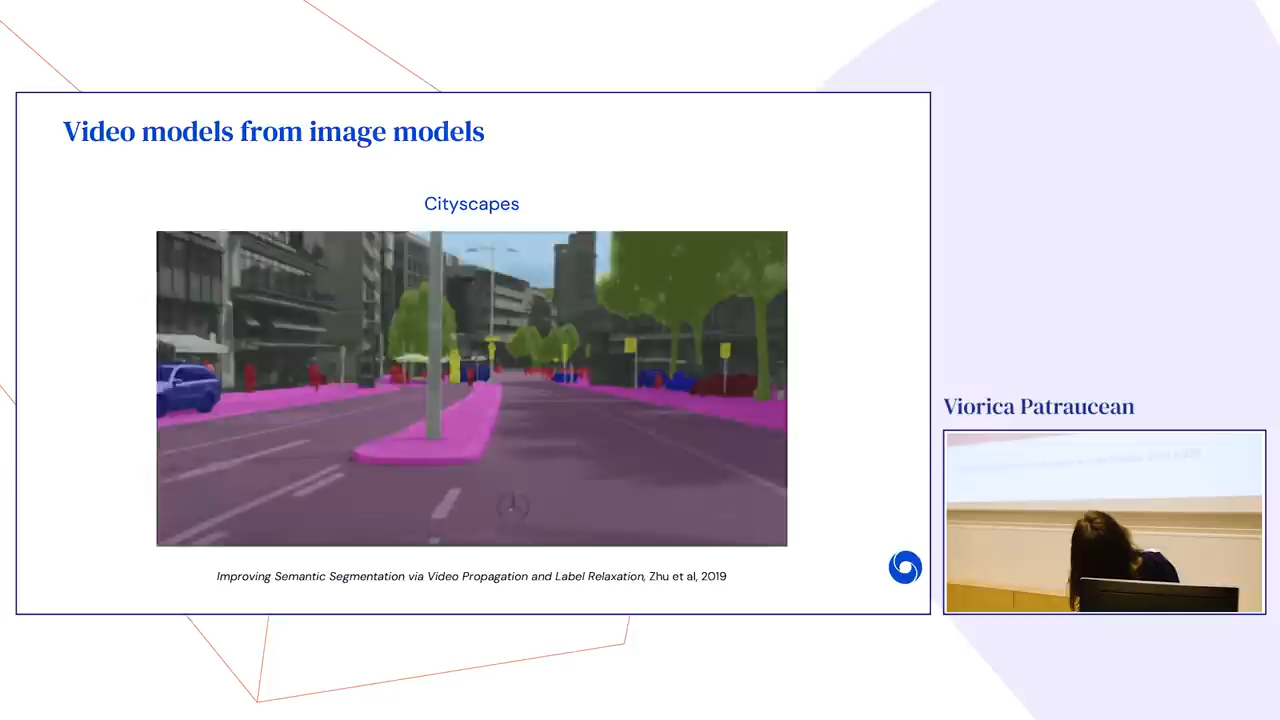 Video models from image models
Cityscapes
Improving Semantic Segmentation via Video Propagation and Label Relaxation, Zhu et al, 2019
Viorica Patraucean